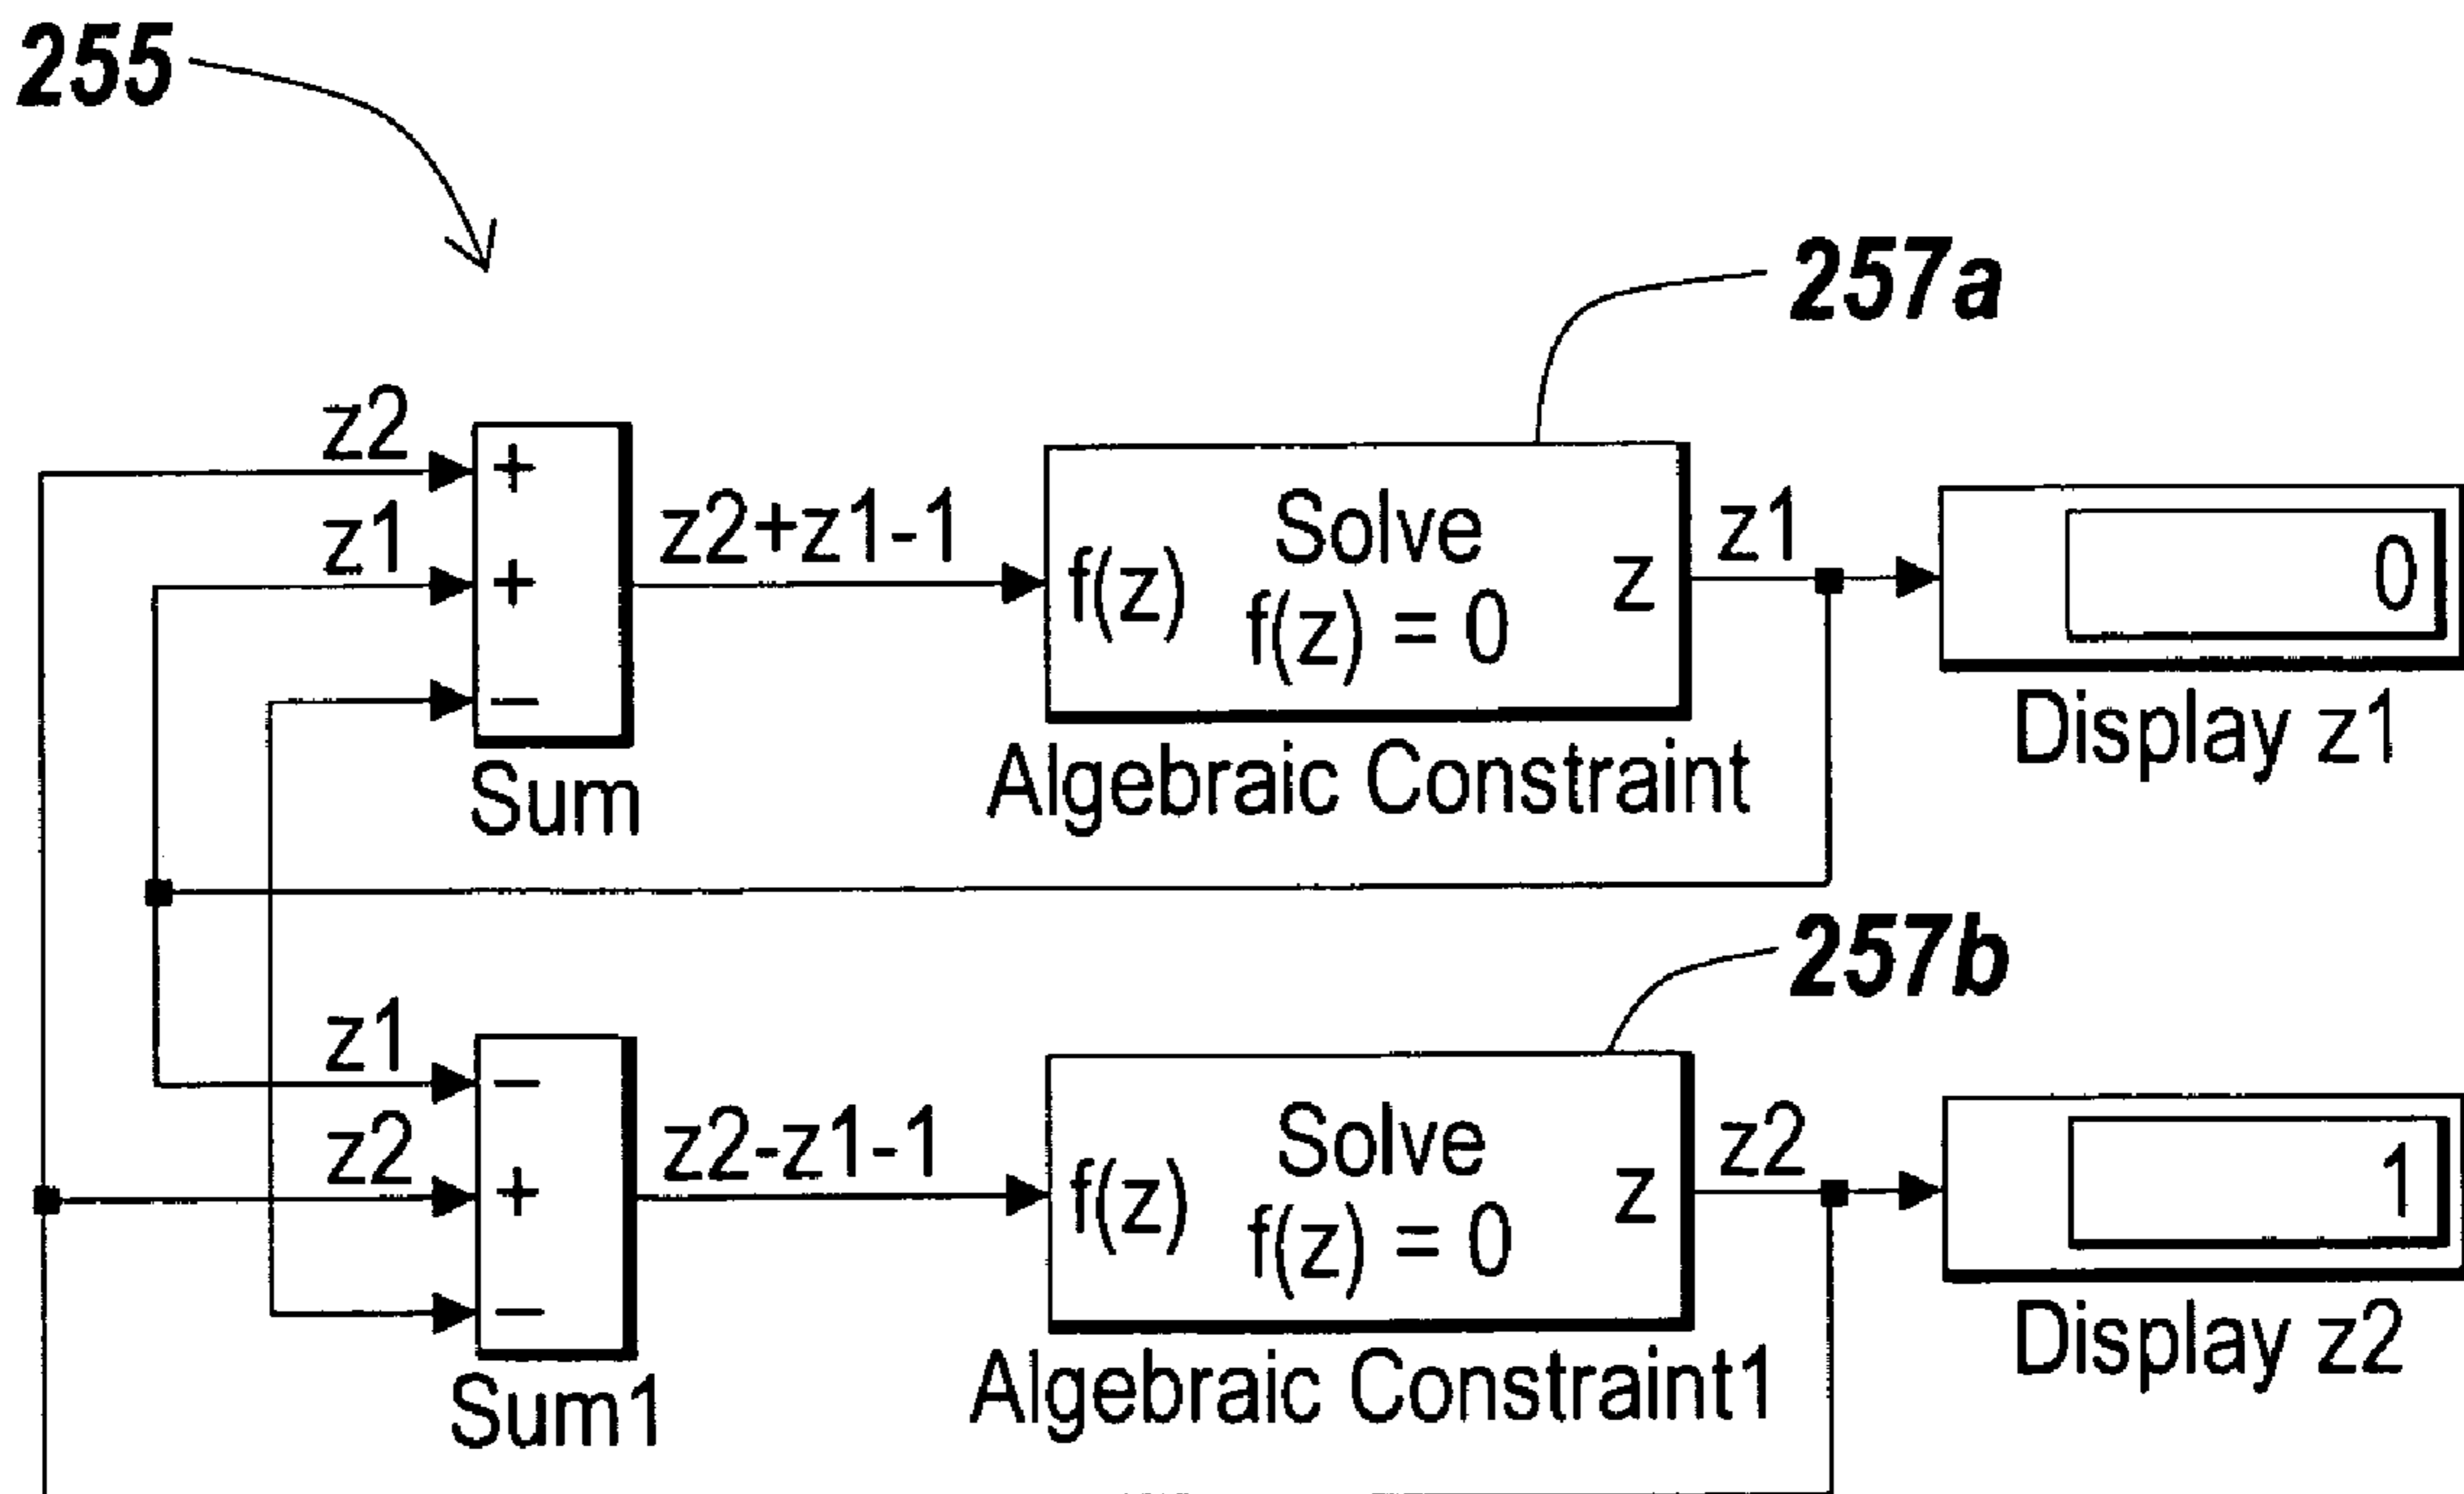 255
257a
z2
+
z1
+
−
Sum
z2+z1-1
f(z)
Solve
f(z) = 0
z
Algebraic Constraint
z1
0
Display z1
257b
z1
−
z2
+
−
Sum1
z2-z1-1
f(z)
Solve
f(z) = 0
z
Algebraic Constraint1
z2
1
Display z2